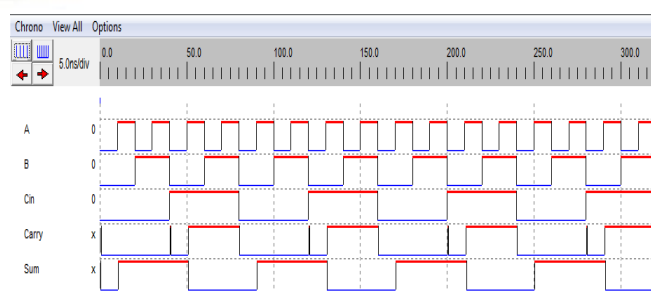 Chrono View All Options
5.0ns/div 0.0 50.0 100.0 150.0 200.0 250.0 300.0
A 0
B 0
Cin 0
Carry x
Sum x